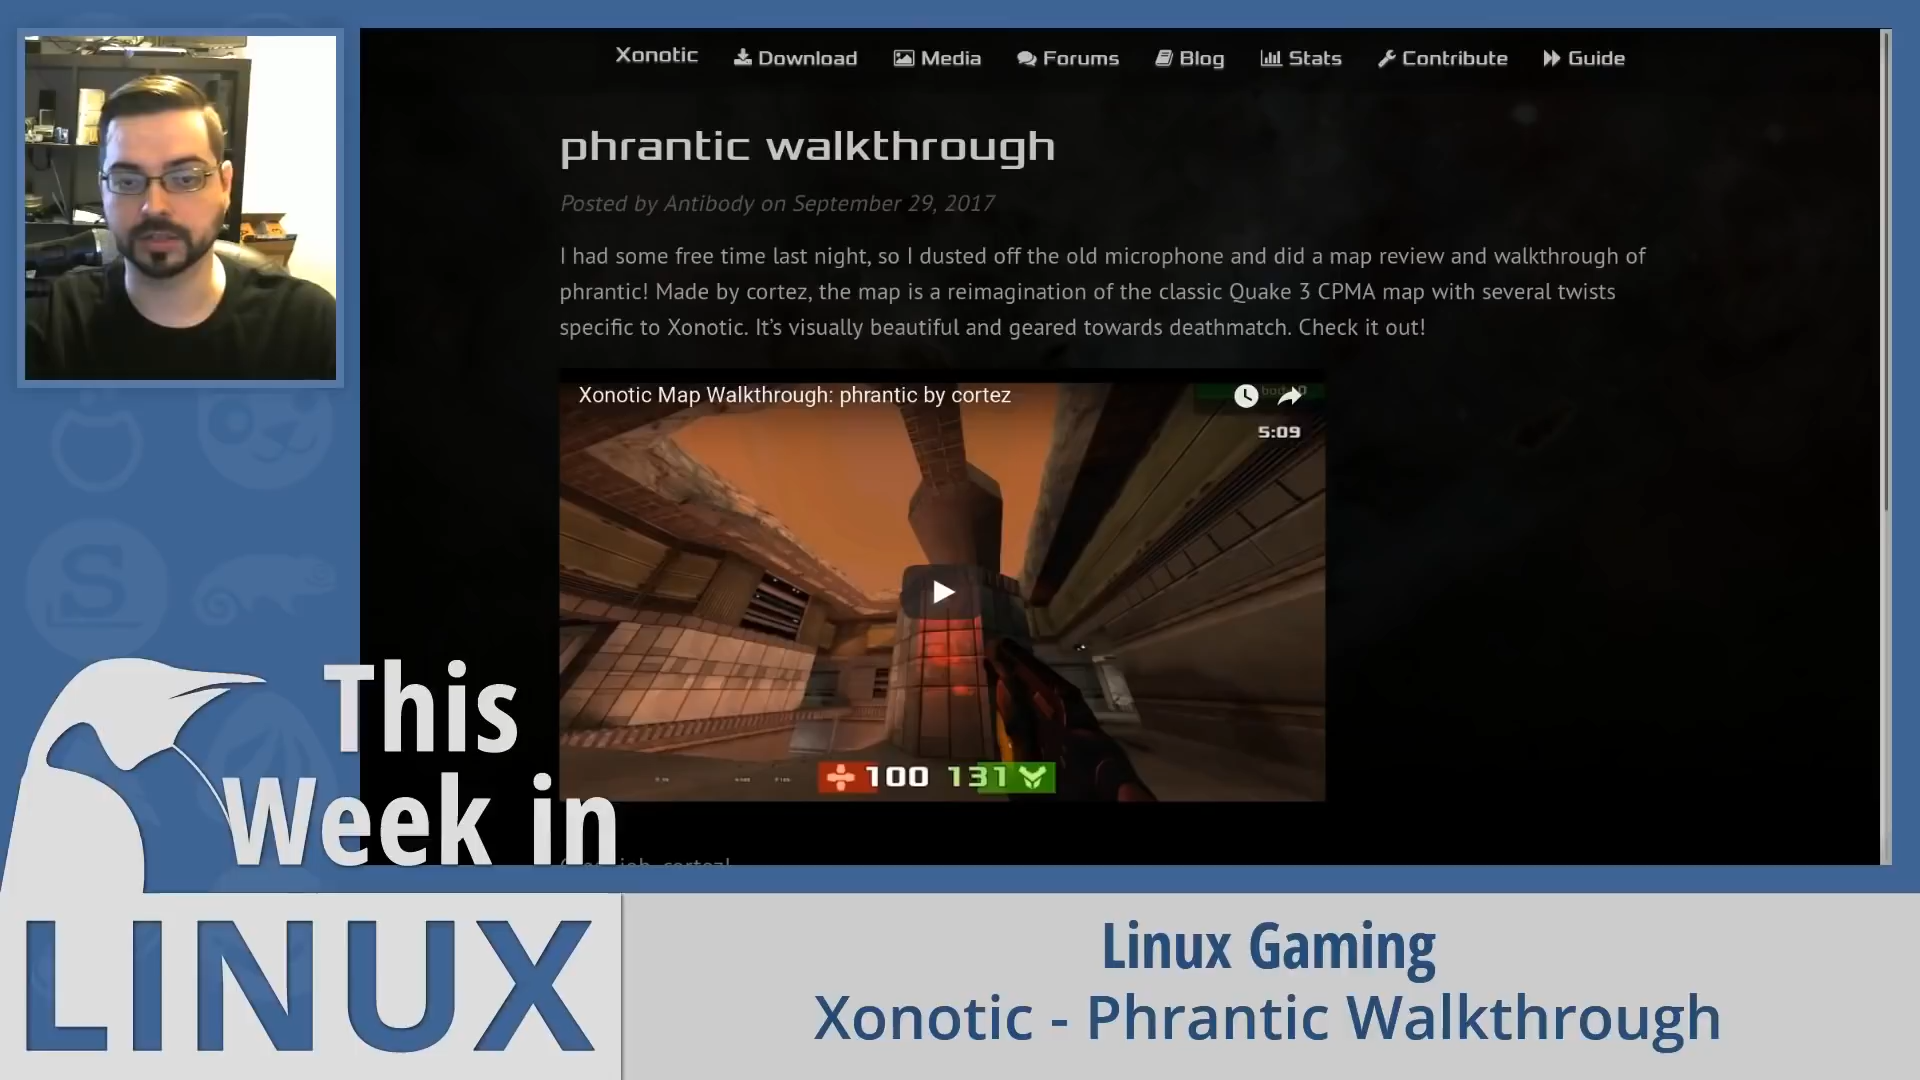 Xonotic
Download
Media
Forums
Blog
Stats
Contribute
Guide
phrantic walkthrough
Posted by Antibody on September 29, 2017
I had some free time last night, so I dusted off the old microphone and did a map review and walkthrough of
phrantic! Made by cortez, the map is a reimagination of the classic Quake 3 CPMA map with several twists
specific to Xonotic. It’s visually beautiful and geared towards deathmatch. Check it out!
Xonotic Map Walkthrough: phrantic by cortez
5:09
100 131
cortez!
This
Week in
LINUX
Linux Gaming
Xonotic - Phrantic Walkthrough